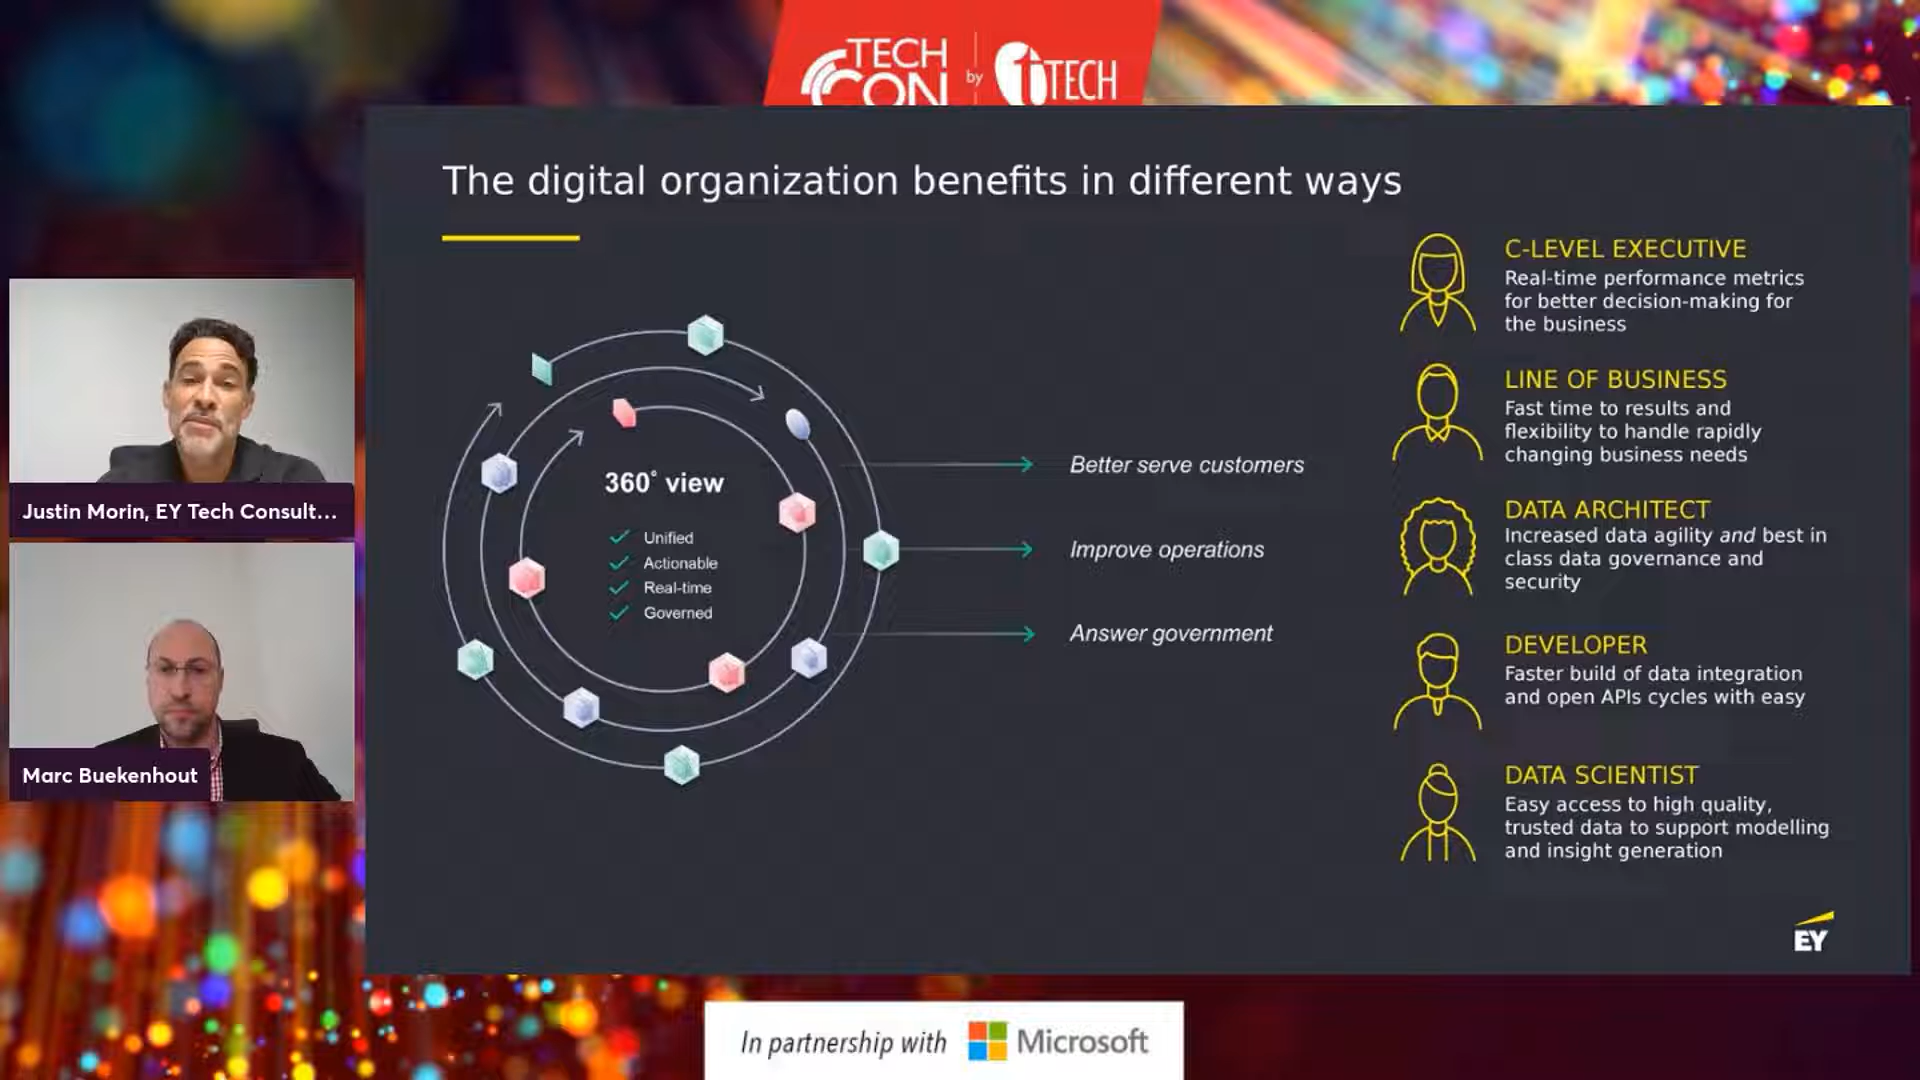 TECH
CON
by
tTECH
The digital organization benefits in different ways
C-LEVEL EXECUTIVE
Real-time performance metrics
for better decision-making for
the business
LINE OF BUSINESS
Fast time to results and
flexibility to handle rapidly
changing business needs
DATA ARCHITECT
Increased data agility and best in
class data governance and
security
DEVELOPER
Faster build of data integration
and open APIs cycles with easy
DATA SCIENTIST
Easy access to high quality,
trusted data to support modelling
and insight generation
360° view
Unified
Actionable
Real-time
Governed
Better serve customers
Improve operations
Answer government
Justin Morin, EY Tech Consult...
Marc Buekenhout
EY
In partnership with
Microsoft